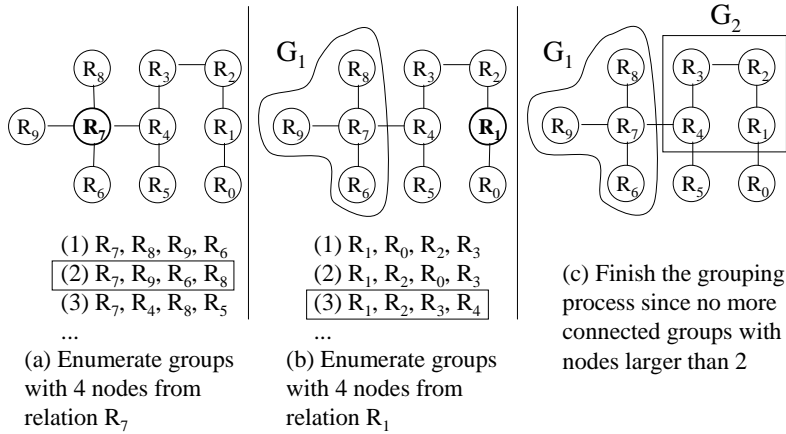 R8 R3 R2
R9 R7 R4 R1
R6 R5 R0
(1) R7, R8, R9, R6
(2) R7, R9, R6, R8
(3) R7, R4, R8, R5
...
(a) Enumerate groups
with 4 nodes from
relation R7
G1
R8 R3 R2
R9 R7 R4 R1
R6 R5 R0
(1) R1, R0, R2, R3
(2) R1, R2, R0, R3
(3) R1, R2, R3, R4
...
(b) Enumerate groups
with 4 nodes from
relation R1
G2
G1
R8 R3 R2
R9 R7 R4 R1
R6 R5 R0
(c) Finish the grouping
process since no more
connected groups with
nodes larger than 2